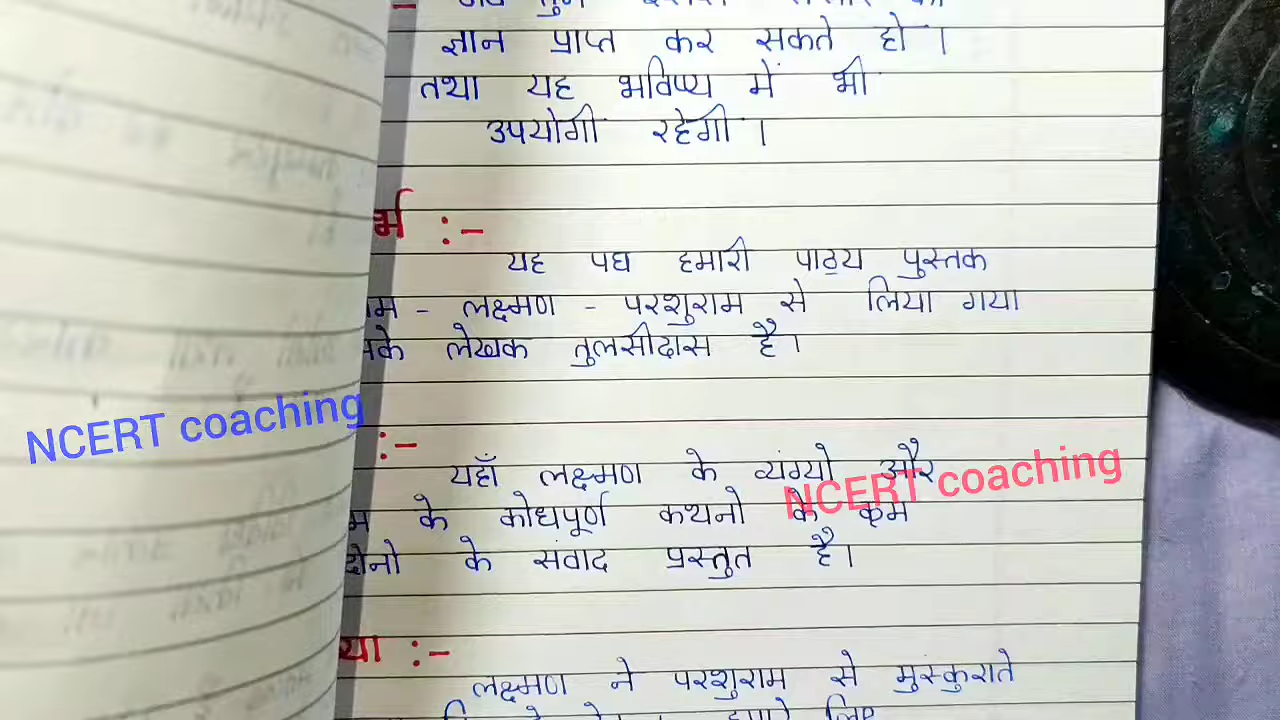 ज्ञान प्राप्त कर सकते हो ।
तथा यह भविष्य में भी
उपयोगी रहेगी ।
र्भ :-
यह पद्य हमारी पाठ्य पुस्तक
ाम - लक्ष्मण - परशुराम से लिया गया
के लेखक तुलसीदास है ।
NCERT coaching
:-
यहाँ लक्ष्मण के व्यंग्यो और
NCERT coaching
म के कोधपूर्ण कथनो के क्रम
दोनो के संवाद प्रस्तुत है ।
या :-
लक्ष्मण ने परशुराम से मुस्कुराते